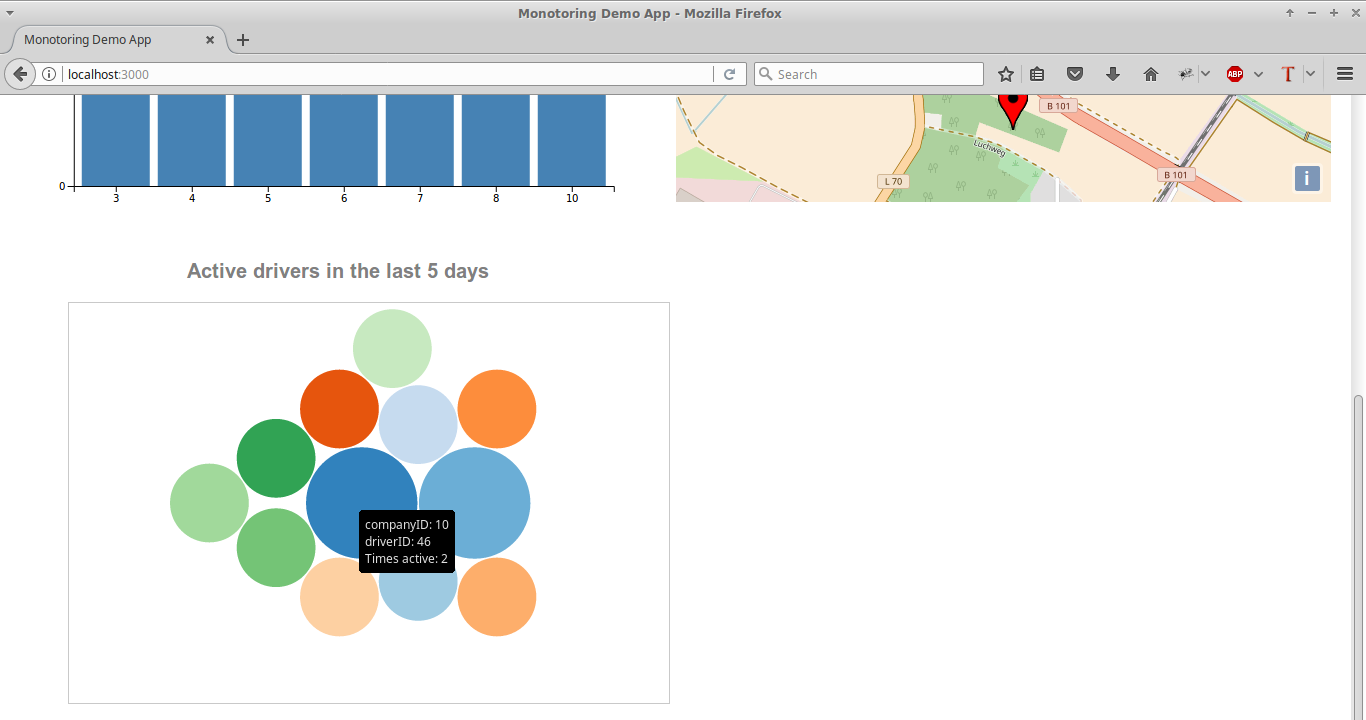 Monotoring Demo App - Mozilla Firefox
Monotoring Demo App
localhost:3000
Search
ABP
T
B 101
Luchweg
L 70
B 101
i
0
3 4 5 6 7 8 10
Active drivers in the last 5 days
companyID: 10
driverID: 46
Times active: 2